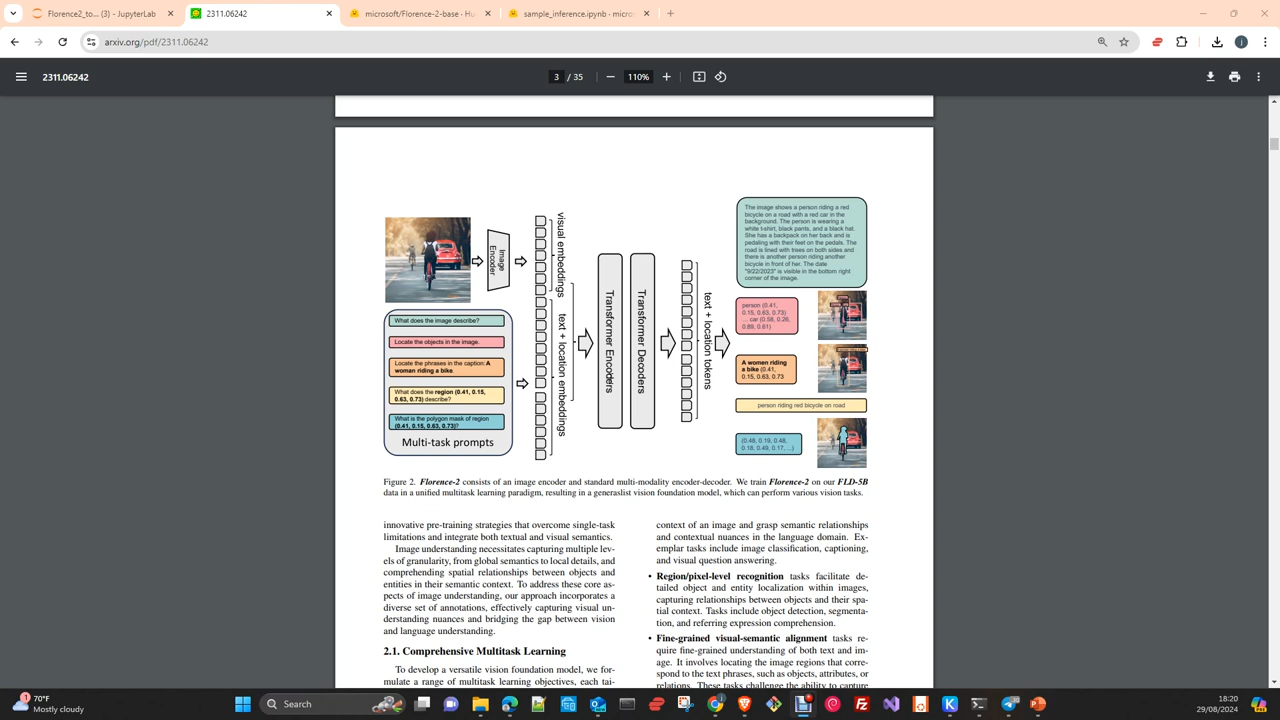 Florence2_to... (3) - JupyterLab
2311.06242
microsoft/Florence-2-base · Hu
sample_inference.ipynb · micros
arxiv.org/pdf/2311.06242
2311.06242
3 / 35
110%
Image Encoder
visual embeddings
text + location embeddings
Transformer Encoders
Transformer Decoders
text + location tokens
What does the image describe?
Locate the objects in the image.
Locate the phrases in the caption: A
woman riding a bike.
What does the region (0.41, 0.15,
0.63, 0.73) describe?
What is the polygon mask of region
(0.41, 0.15, 0.63, 0.73)?
Multi-task prompts
The image shows a person riding a red
bicycle on a road with a red car in the
background. The person is wearing a
white t-shirt, black pants, and a black hat.
She has a backpack on her back and is
pedaling with their feet on the pedals. The
road is lined with trees on both sides and
there is another person riding another
bicycle in front of her. The date
"9/22/2023" is visible in the bottom right
corner of the image.
person (0.41,
0.15, 0.63, 0.73)
... car (0.58, 0.26,
0.89, 0.61)
A women riding
a bike (0.41,
0.15, 0.63, 0.73
person riding red bicycle on road
(0.48, 0.19, 0.48,
0.18, 0.49, 0.17, ...)
Figure 2. Florence-2 consists of an image encoder and standard multi-modality encoder-decoder. We train Florence-2 on our FLD-5B
data in a unified multitask learning paradigm, resulting in a generaslist vision foundation model, which can perform various vision tasks.
innovative pre-training strategies that overcome single-task
limitations and integrate both textual and visual semantics.
Image understanding necessitates capturing multiple lev-
els of granularity, from global semantics to local details, and
comprehending spatial relationships between objects and
entities in their semantic context. To address these core as-
pects of image understanding, our approach incorporates a
diverse set of annotations, effectively capturing visual un-
derstanding nuances and bridging the gap between vision
and language understanding.
2.1. Comprehensive Multitask Learning
To develop a versatile vision foundation model, we for-
mulate a range of multitask learning objectives, each tai-
context of an image and grasp semantic relationships
and contextual nuances in the language domain. Ex-
emplar tasks include image classification, captioning,
and visual question answering.
• Region/pixel-level recognition tasks facilitate de-
tailed object and entity localization within images,
capturing relationships between objects and their spa-
tial context. Tasks include object detection, segmenta-
tion, and referring expression comprehension.
• Fine-grained visual-semantic alignment tasks re-
quire fine-grained understanding of both text and im-
age. It involves locating the image regions that corre-
spond to the text phrases, such as objects, attributes, or
relations. These tasks challenge the ability to capture
70°F
Mostly cloudy
Search
18:20
29/08/2024